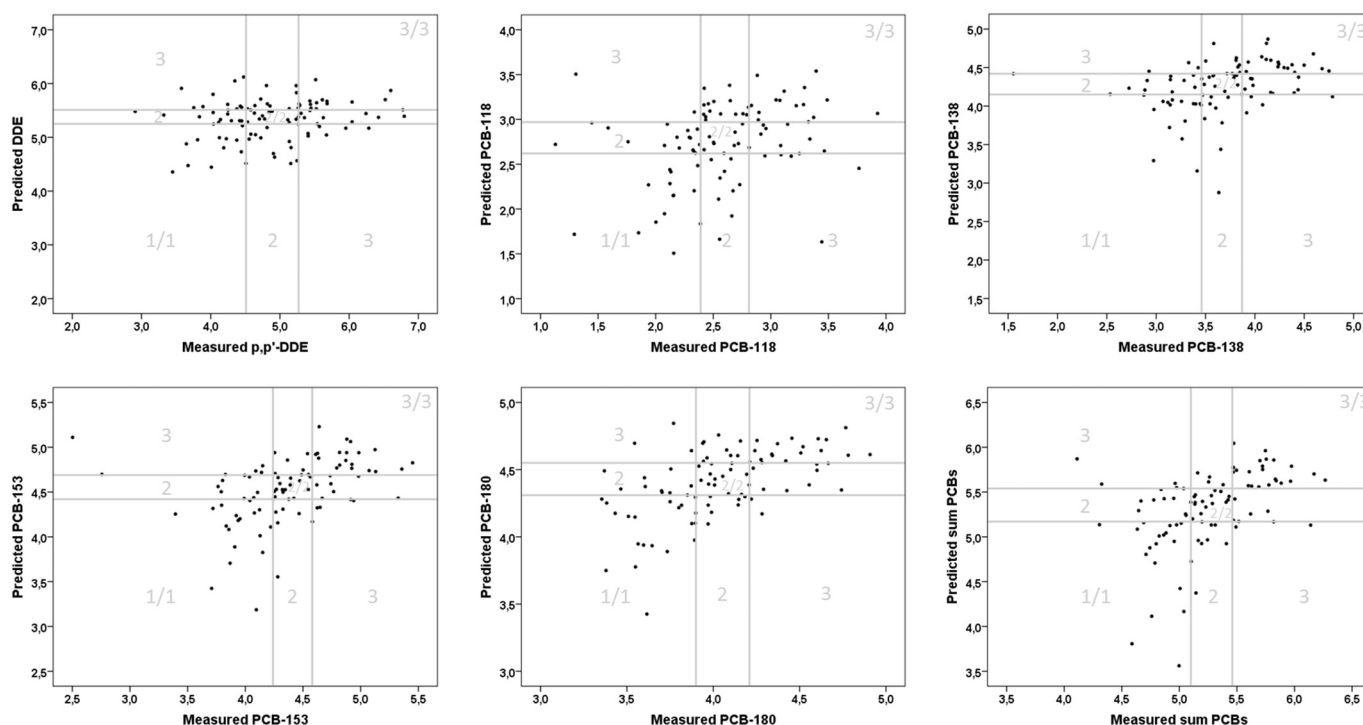 Predicted DDE
7,0
6,0
5,0
4,0
3,0
2,0
2,0 3,0 4,0 5,0 6,0 7,0
Measured p,p'-DDE
3/3
3
2
2/2
1/1 2 3
Predicted PCB-118
4,0
3,5
3,0
2,5
2,0
1,5
1,0
1,0 1,5 2,0 2,5 3,0 3,5 4,0
Measured PCB-118
3/3
3
2
2/2
1/1 2 3
Predicted PCB-138
5,0
4,5
4,0
3,5
3,0
2,5
2,0
1,5
1,5 2,0 2,5 3,0 3,5 4,0 4,5 5,0
Measured PCB-138
3/3
3
2
2/2
1/1 2 3
Predicted PCB-153
5,5
5,0
4,5
4,0
3,5
3,0
2,5
2,5 3,0 3,5 4,0 4,5 5,0 5,5
Measured PCB-153
3/3
3
2
2/2
1/1 2 3
Predicted PCB-180
5,0
4,5
4,0
3,5
3,0
3,0 3,5 4,0 4,5 5,0
Measured PCB-180
3/3
3
2
2/2
1/1 2 3
Predicted sum PCBs
6,5
6,0
5,5
5,0
4,5
4,0
3,5
3,5 4,0 4,5 5,0 5,5 6,0 6,5
Measured sum PCBs
3/3
3
2
2/2
1/1 2 3